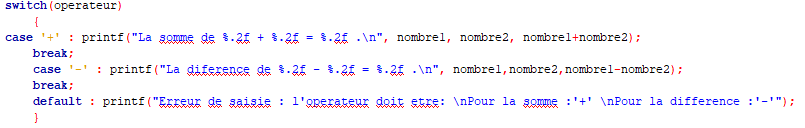 switch(operateur)
{
case '+' : printf("La somme de %.2f + %.2f = %.2f .\n", nombre1, nombre2, nombre1+nombre2);
break;
case '-' : printf("La diference de %.2f - %.2f = %.2f .\n", nombre1,nombre2,nombre1-nombre2);
break;
default : printf("Erreur de saisie : l'operateur doit etre: \nPour la somme :'+' \nPour la difference :'-'");
}